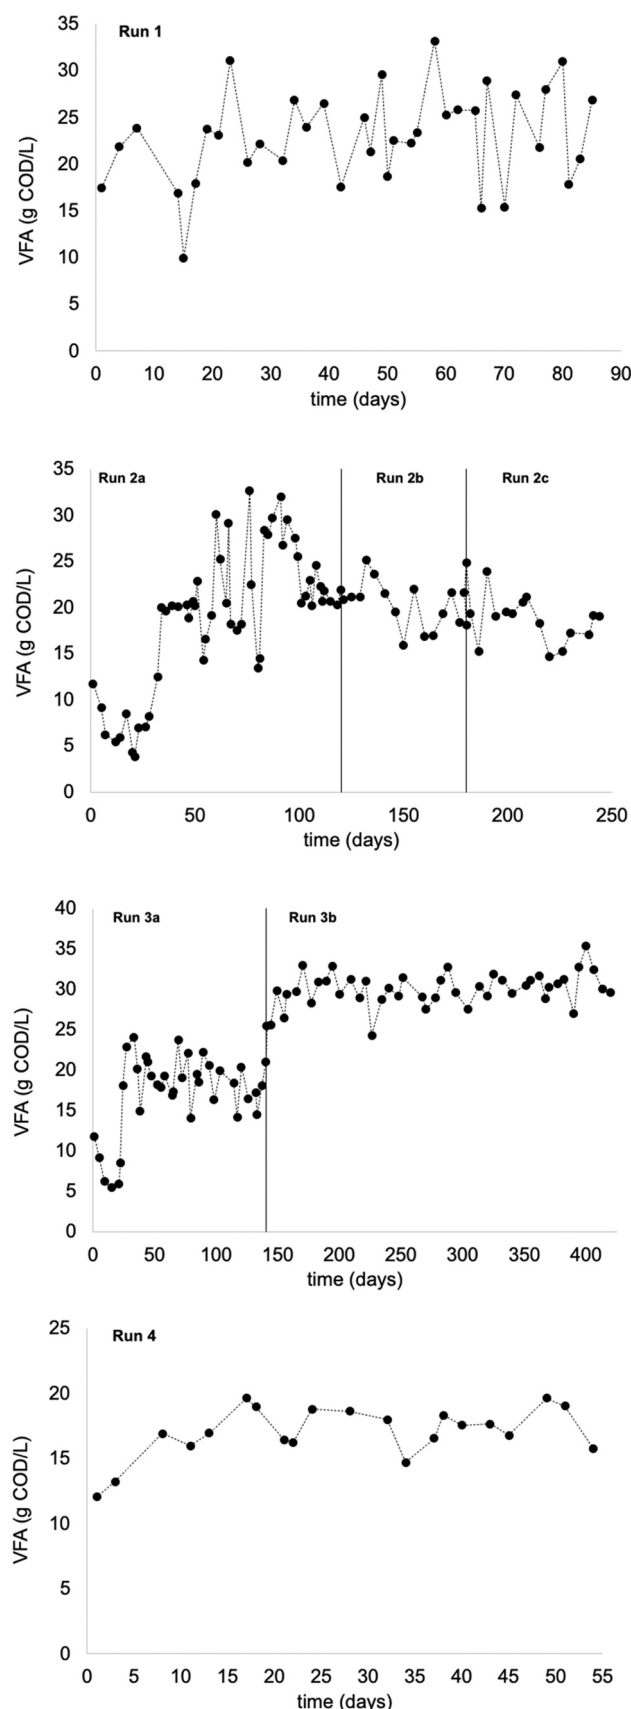 35
Run 1
30
25
20
15
10
5
0
VFA (g COD/L)
0 10 20 30 40 50 60 70 80 90
time (days)
35
Run 2a Run 2b Run 2c
30
25
20
15
10
5
0
VFA (g COD/L)
0 50 100 150 200 250
time (days)
40
Run 3a Run 3b
35
30
25
20
15
10
5
0
VFA (g COD/L)
0 50 100 150 200 250 300 350 400
time (days)
25
Run 4
20
15
10
5
0
VFA (g COD/L)
0 5 10 15 20 25 30 35 40 45 50 55
time (days)